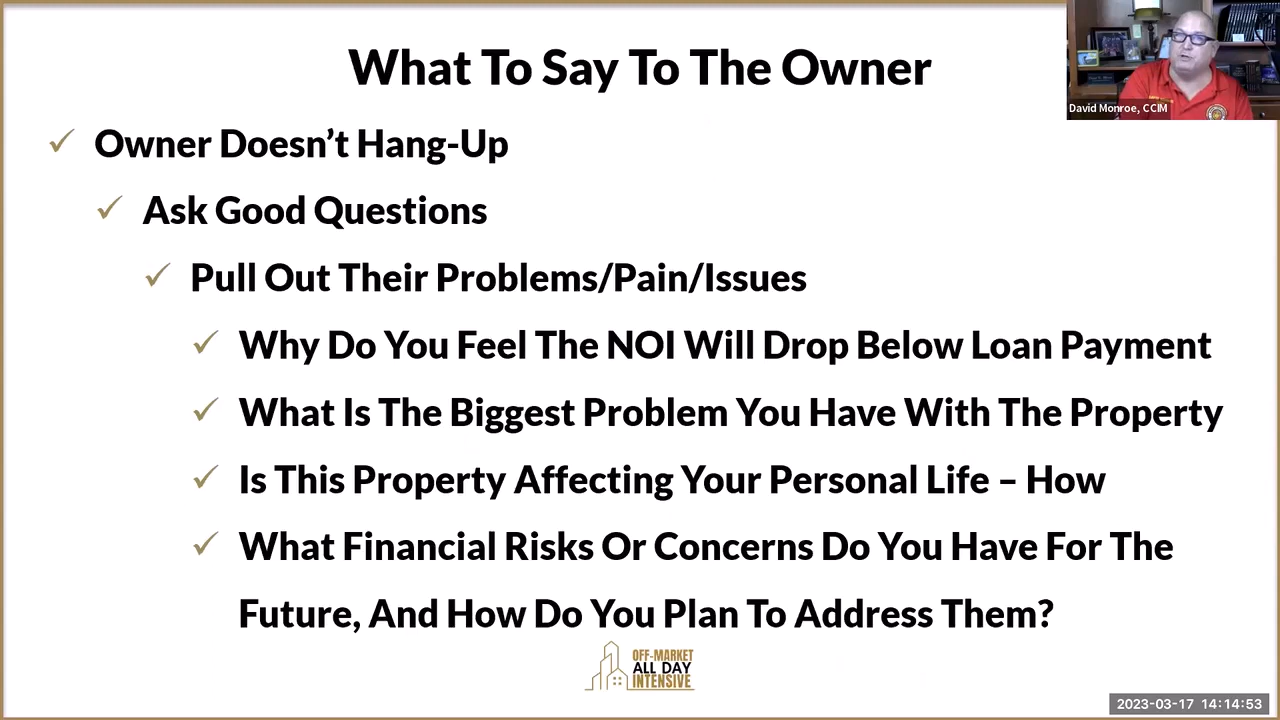 What To Say To The Owner
David Monroe, CCIM
Owner Doesn’t Hang-Up
Ask Good Questions
Pull Out Their Problems/Pain/Issues
Why Do You Feel The NOI Will Drop Below Loan Payment
What Is The Biggest Problem You Have With The Property
Is This Property Affecting Your Personal Life – How
What Financial Risks Or Concerns Do You Have For The
Future, And How Do You Plan To Address Them?
OFF-MARKET
ALL DAY
INTENSIVE
2023-03-17 14:14:53